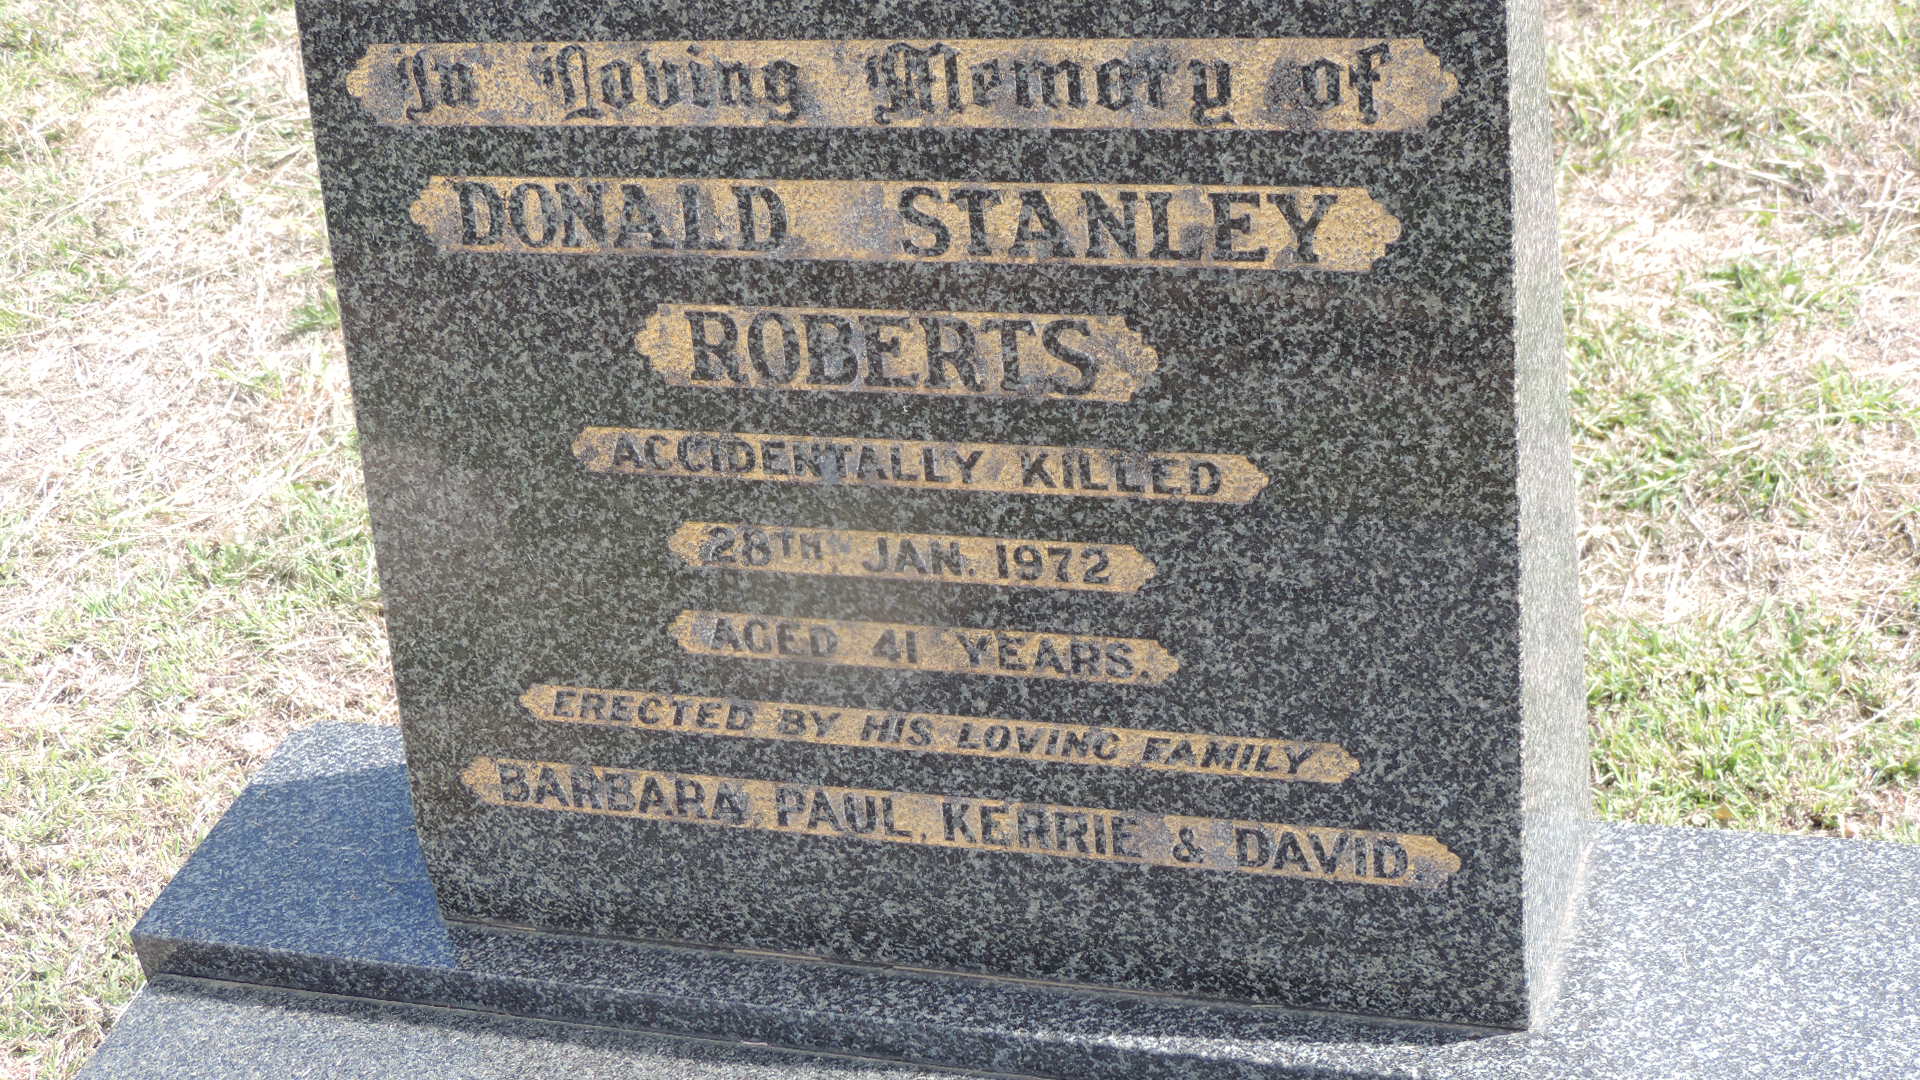 In Loving Memory of
DONALD STANLEY
ROBERTS
ACCIDENTALLY KILLED
28TH JAN. 1972
AGED 41 YEARS.
ERECTED BY HIS LOVING FAMILY
BARBARA, PAUL, KERRIE & DAVID